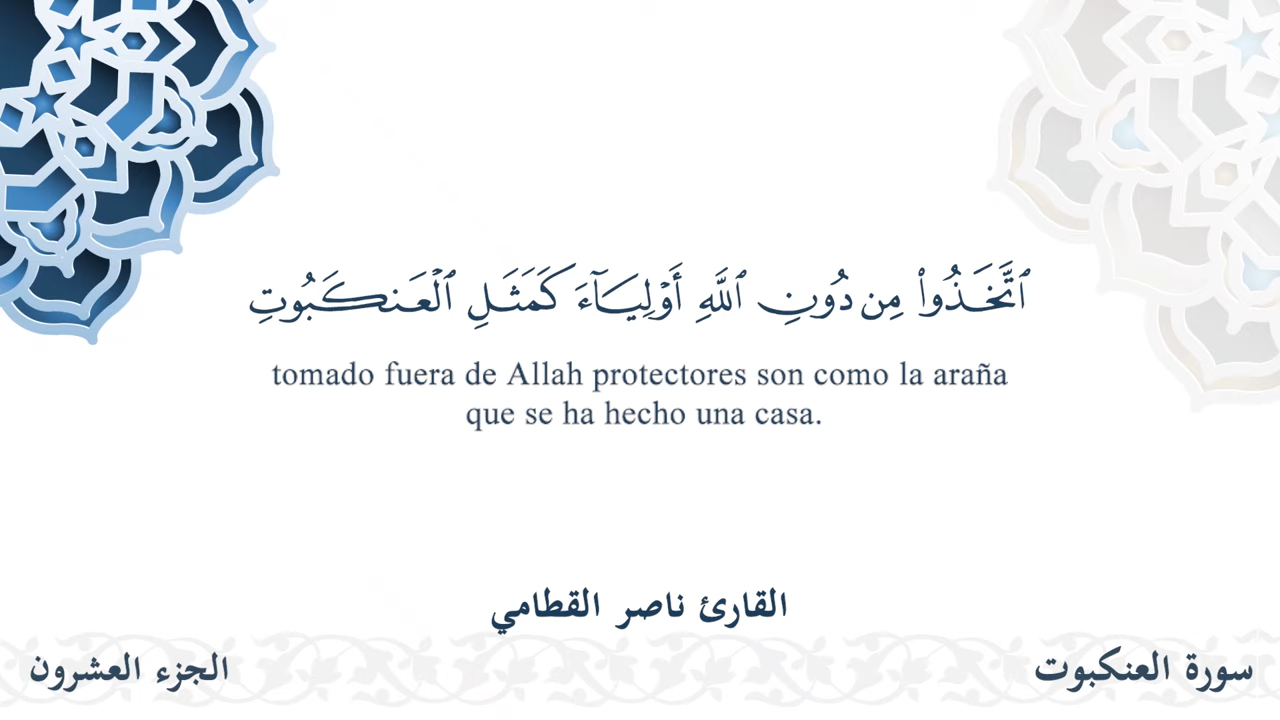 ٱتَّخَذُوا۟ مِن دُونِ ٱللَّهِ أَوْلِيَآءَ كَمَثَلِ ٱلْعَنكَبُوتِ
tomado fuera de Allah protectores son como la araña
que se ha hecho una casa.
القارئ ناصر القطامي
سورة العنكبوت
الجزء العشرون